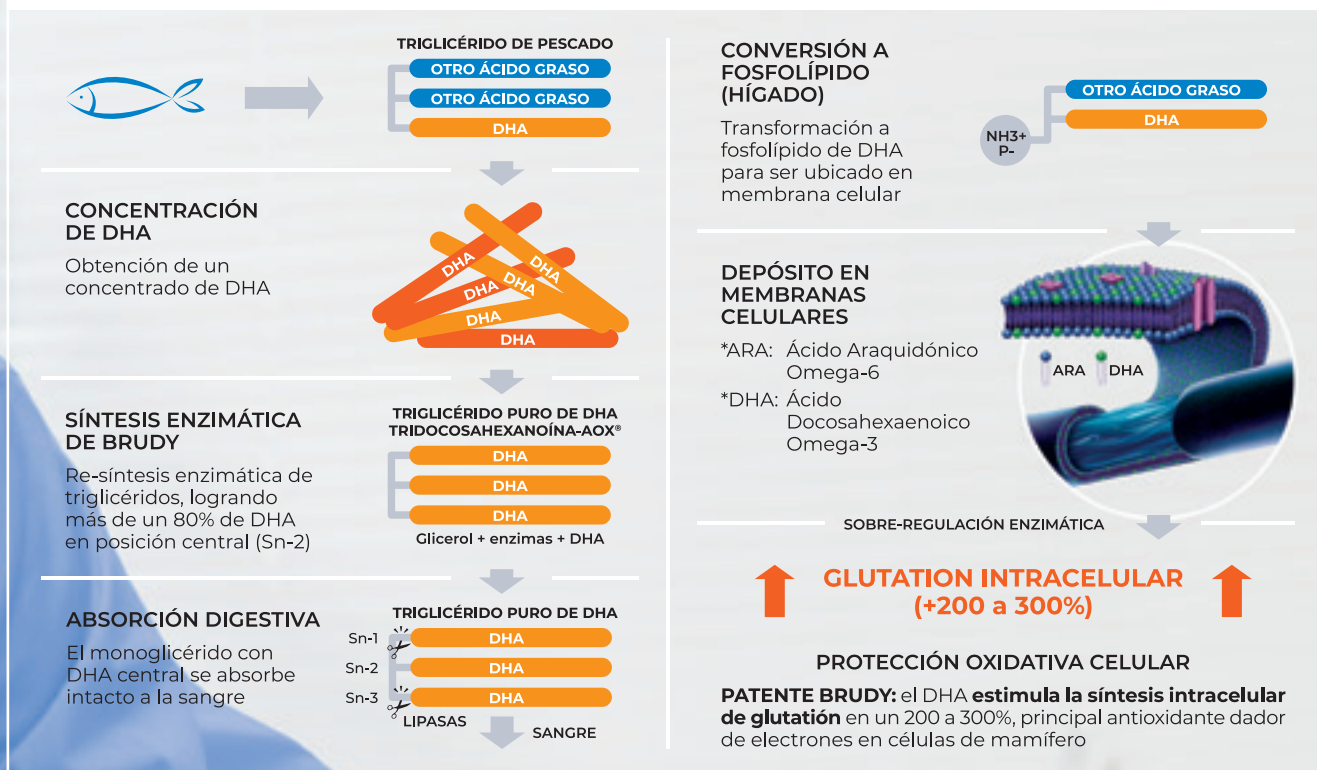 TRIGLICÉRIDO DE PESCADO
OTRO ÁCIDO GRASO
OTRO ÁCIDO GRASO
DHA
CONCENTRACIÓN
DE DHA
Obtención de un
concentrado de DHA
DHA
DHA
DHA
DHA
DHA
DHA
SÍNTESIS ENZIMÁTICA
DE BRUDY
Re-síntesis enzimática de
triglicéridos, logrando
más de un 80% de DHA
en posición central (Sn-2)
TRIGLICÉRIDO PURO DE DHA
TRIDOCOSAHEXANOÍNA-AOX®
DHA
DHA
DHA
Glicerol + enzimas + DHA
ABSORCIÓN DIGESTIVA
El monoglicérido con
DHA central se absorbe
intacto a la sangre
TRIGLICÉRIDO PURO DE DHA
Sn-1 DHA
Sn-2 DHA
Sn-3 DHA
LIPASAS
SANGRE
CONVERSIÓN A
FOSFOLÍPIDO
(HÍGADO)
Transformación a
fosfolípido de DHA
para ser ubicado en
membrana celular
OTRO ÁCIDO GRASO
DHA
NH3+
P-
DEPÓSITO EN
MEMBRANAS
CELULARES
*ARA: Ácido Araquidónico
Omega-6
*DHA: Ácido
Docosahexaenoico
Omega-3
ARA DHA
SOBRE-REGULACIÓN ENZIMÁTICA
GLUTATION INTRACELULAR
(+200 a 300%)
PROTECCIÓN OXIDATIVA CELULAR
PATENTE BRUDY: el DHA estimula la síntesis intracelular
de glutatión en un 200 a 300%, principal antioxidante dador
de electrones en células de mamífero